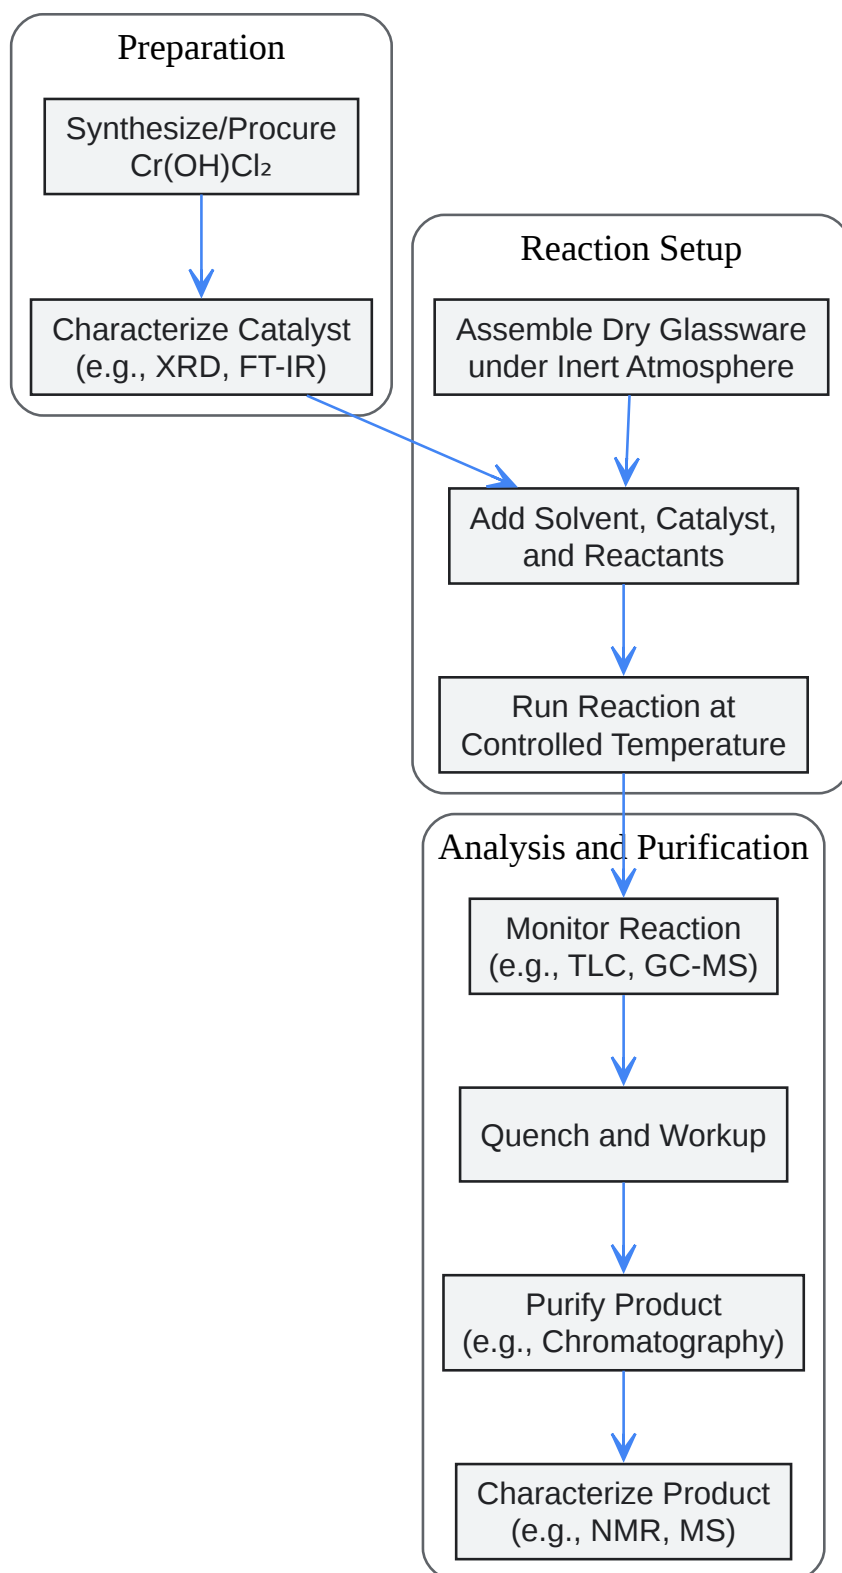 Preparation
Synthesize/Procure
Cr(OH)Cl₂
Characterize Catalyst
(e.g., XRD, FT-IR)
Reaction Setup
Assemble Dry Glassware
under Inert Atmosphere
Add Solvent, Catalyst,
and Reactants
Run Reaction at
Controlled Temperature
Analysis and Purification
Monitor Reaction
(e.g., TLC, GC-MS)
Quench and Workup
Purify Product
(e.g., Chromatography)
Characterize Product
(e.g., NMR, MS)